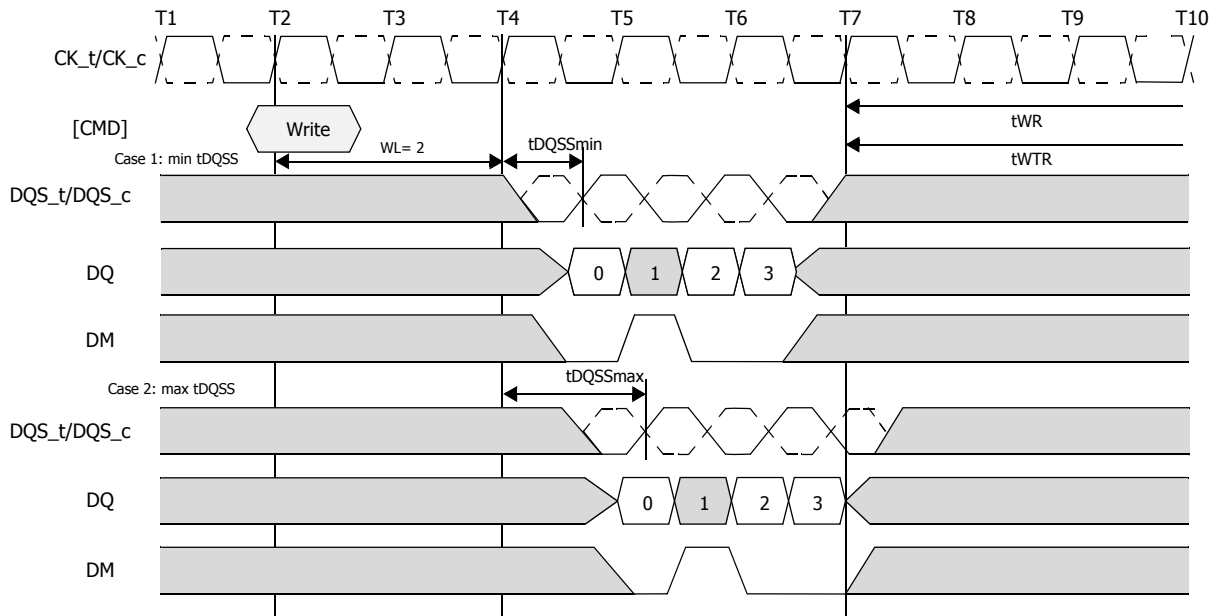 T1 T2 T3 T4 T5 T6 T7 T8 T9 T10
CK_t/CK_c
[CMD] Write tWR
Case 1: min tDQSS WL= 2 tDQSSmin tWTR
DQS_t/DQS_c
DQ 0 1 2 3
DM
Case 2: max tDQSS tDQSSmax
DQS_t/DQS_c
DQ 0 1 2 3
DM